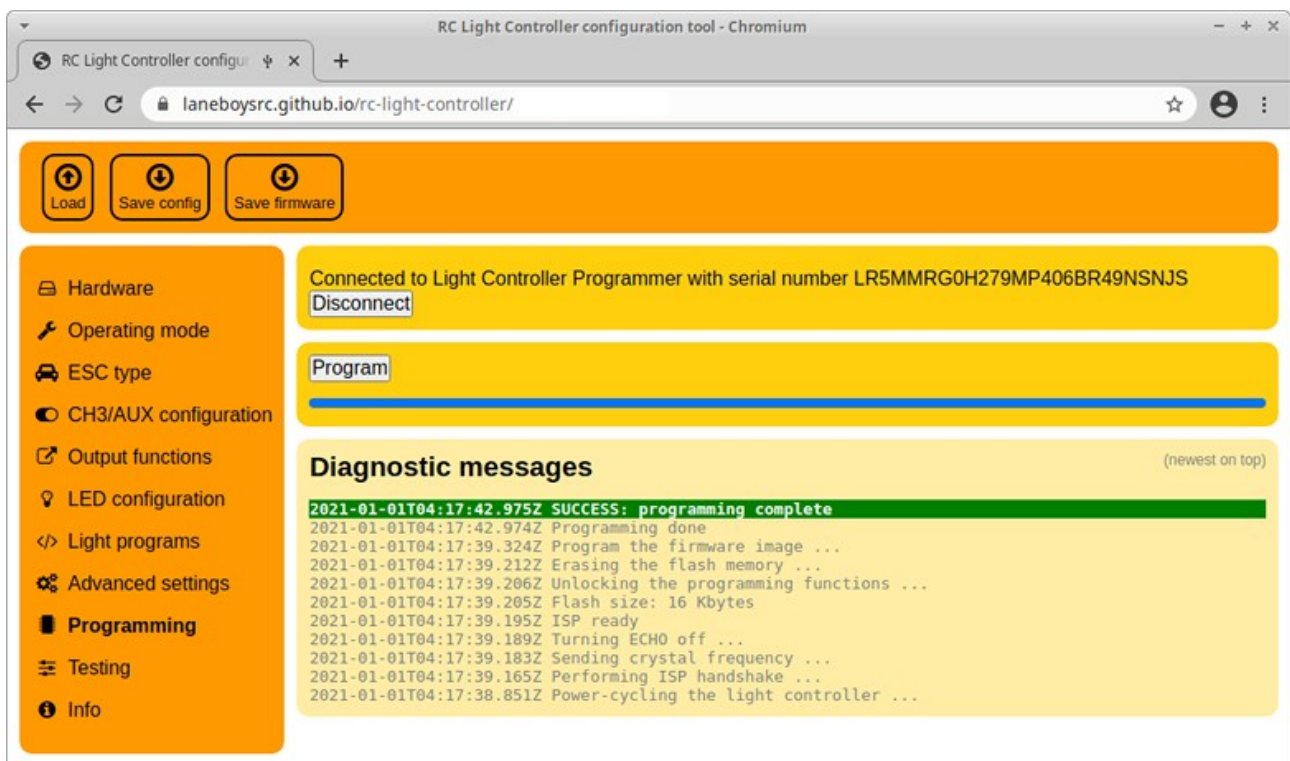 RC Light Controller configuration tool - Chromium
RC Light Controller configu
laneboysrc.github.io/rc-light-controller/
Load
Save config
Save firmware
Hardware
Operating mode
ESC type
CH3/AUX configuration
Output functions
LED configuration
Light programs
Advanced settings
Programming
Testing
Info
Connected to Light Controller Programmer with serial number LR5MMRG0H279MP406BR49NSNJS
Disconnect
Program
Diagnostic messages
(newest on top)
2021-01-01T04:17:42.975Z SUCCESS: programming complete
2021-01-01T04:17:42.974Z Programming done
2021-01-01T04:17:39.324Z Program the firmware image ...
2021-01-01T04:17:39.212Z Erasing the flash memory ...
2021-01-01T04:17:39.206Z Unlocking the programming functions ...
2021-01-01T04:17:39.205Z Flash size: 16 Kbytes
2021-01-01T04:17:39.195Z ISP ready
2021-01-01T04:17:39.189Z Turning ECHO off ...
2021-01-01T04:17:39.183Z Sending crystal frequency ...
2021-01-01T04:17:39.165Z Performing ISP handshake ...
2021-01-01T04:17:38.851Z Power-cycling the light controller ...